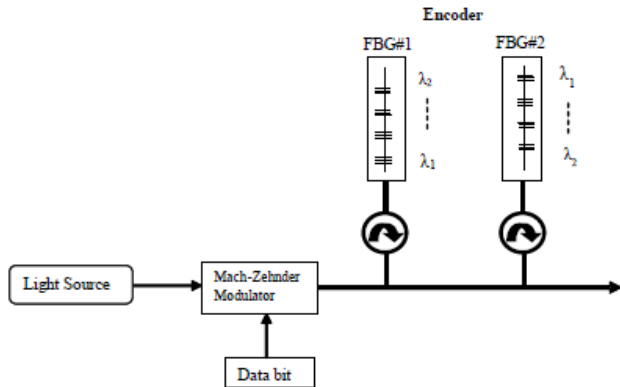 Encoder
FBG#1
FBG#2
λ2
λ1
λ1
λ2
Light Source
Mach-Zehnder
Modulator
Data bit